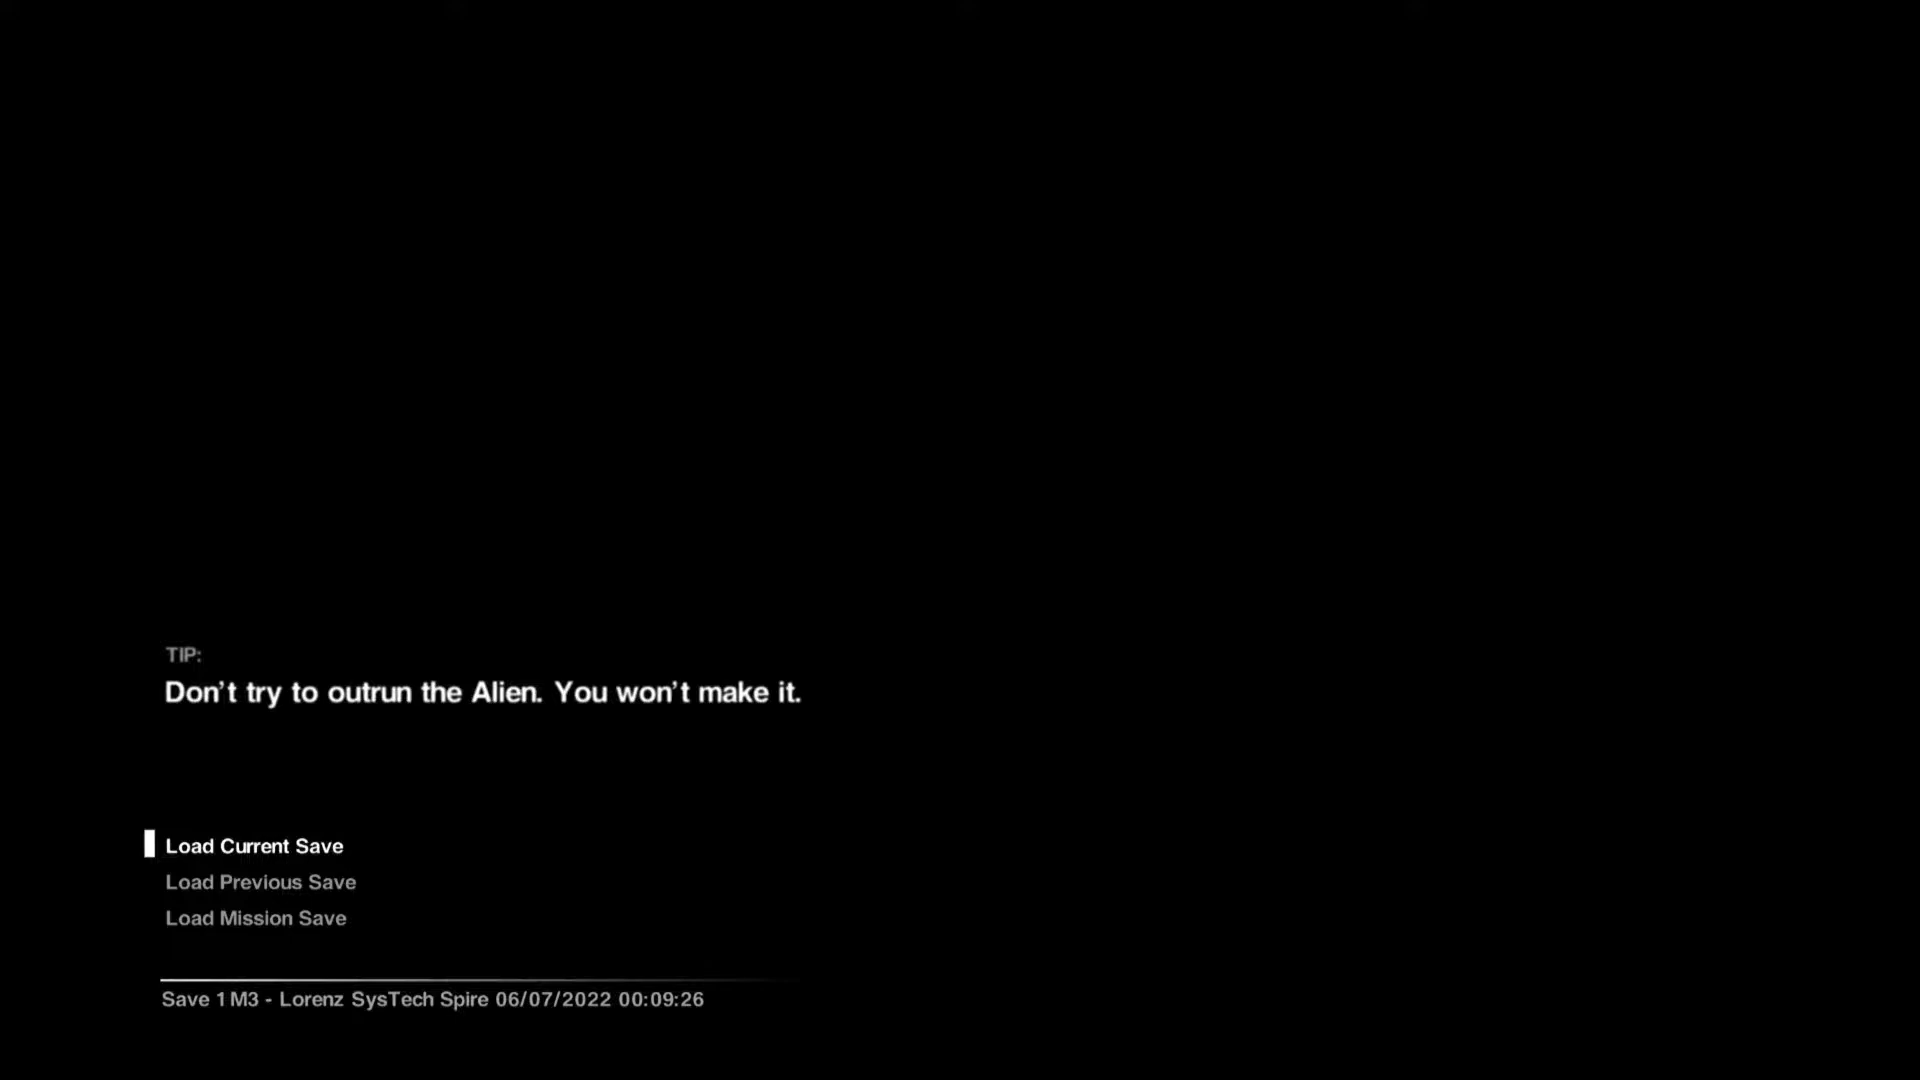 TIP:
Don’t try to outrun the Alien. You won’t make it.
Load Current Save
Load Previous Save
Load Mission Save
Save 1 M3 - Lorenz SysTech Spire 06/07/2022 00:09:26